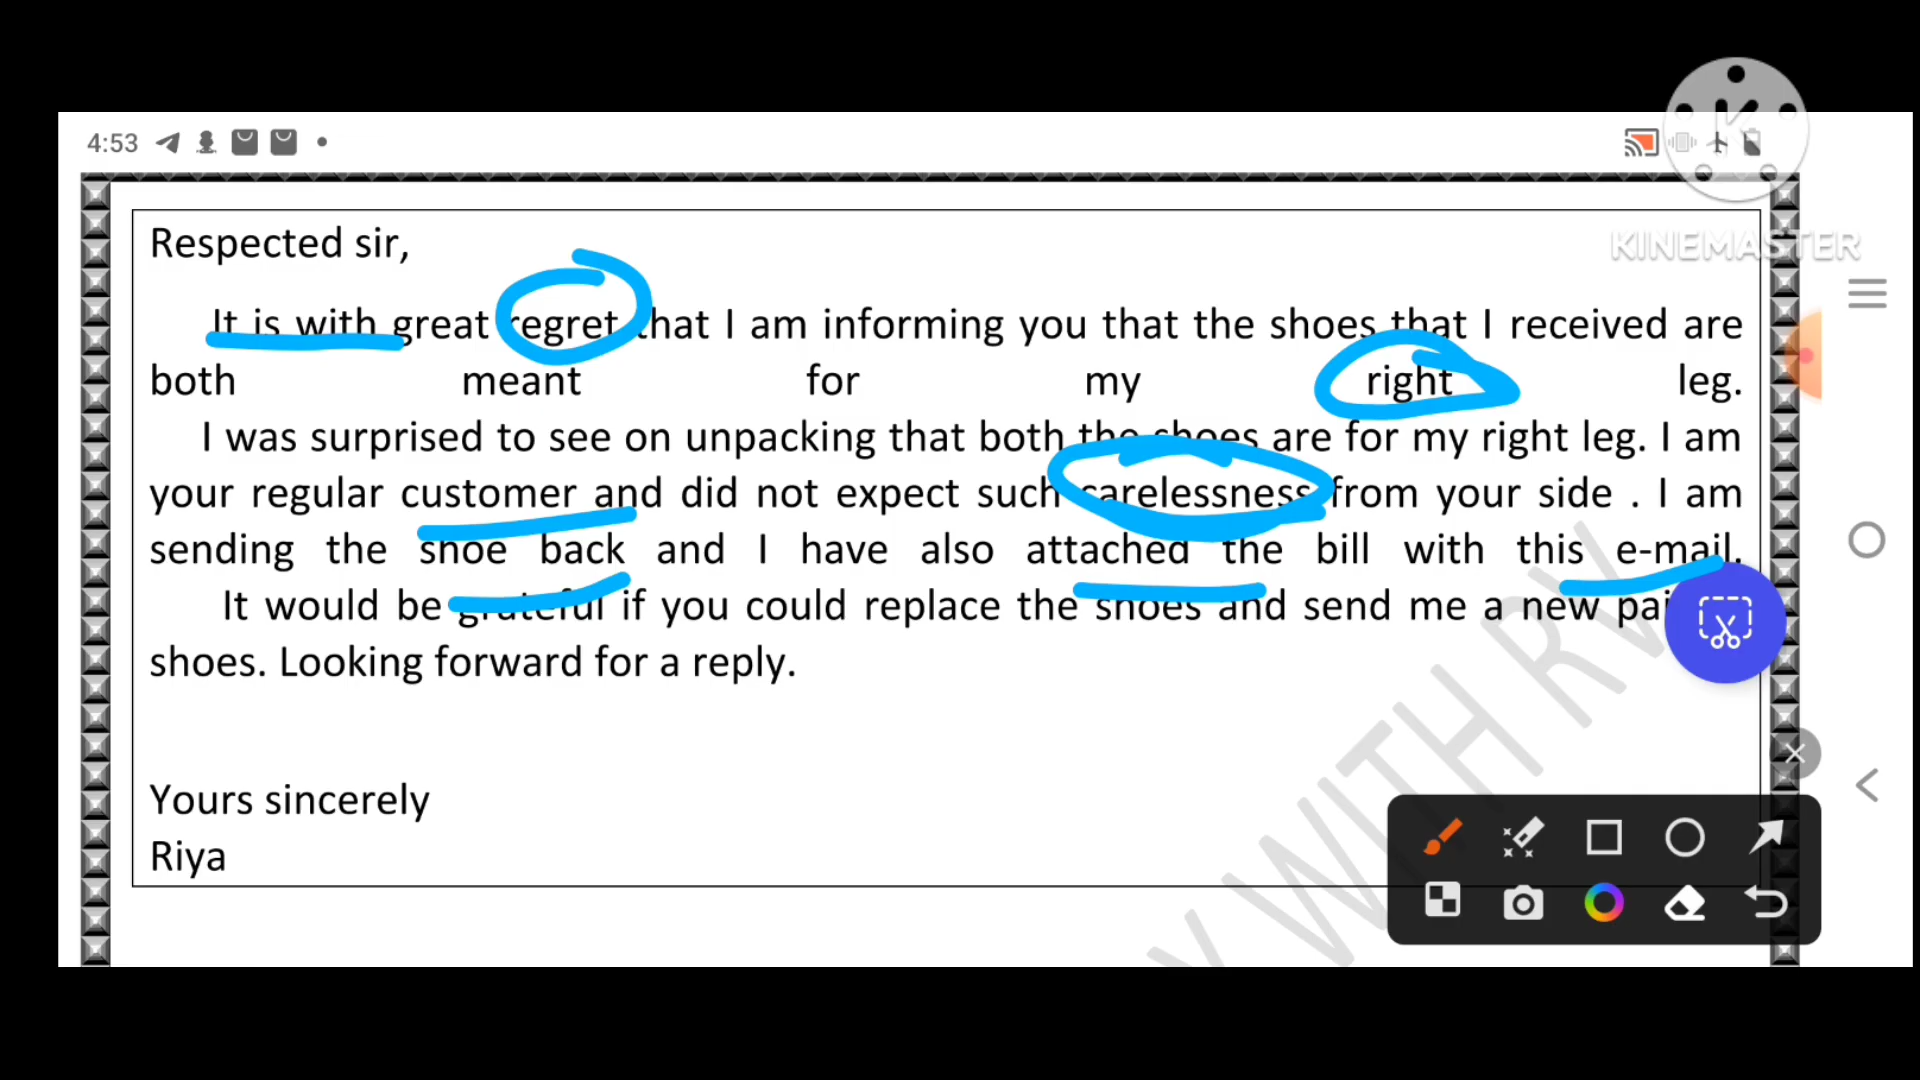 4:53
KINEMASTER
Respected sir,
It is with great regret that I am informing you that the shoes that I received are
both meant for my right leg.
I was surprised to see on unpacking that both the shoes are for my right leg. I am
your regular customer and did not expect such carelessness from your side . I am
sending the shoe back and I have also attached the bill with this e-mail.
It would be grateful if you could replace the shoes and send me a new
shoes. Looking forward for a reply.
Yours sincerely
Riya
WITH RV